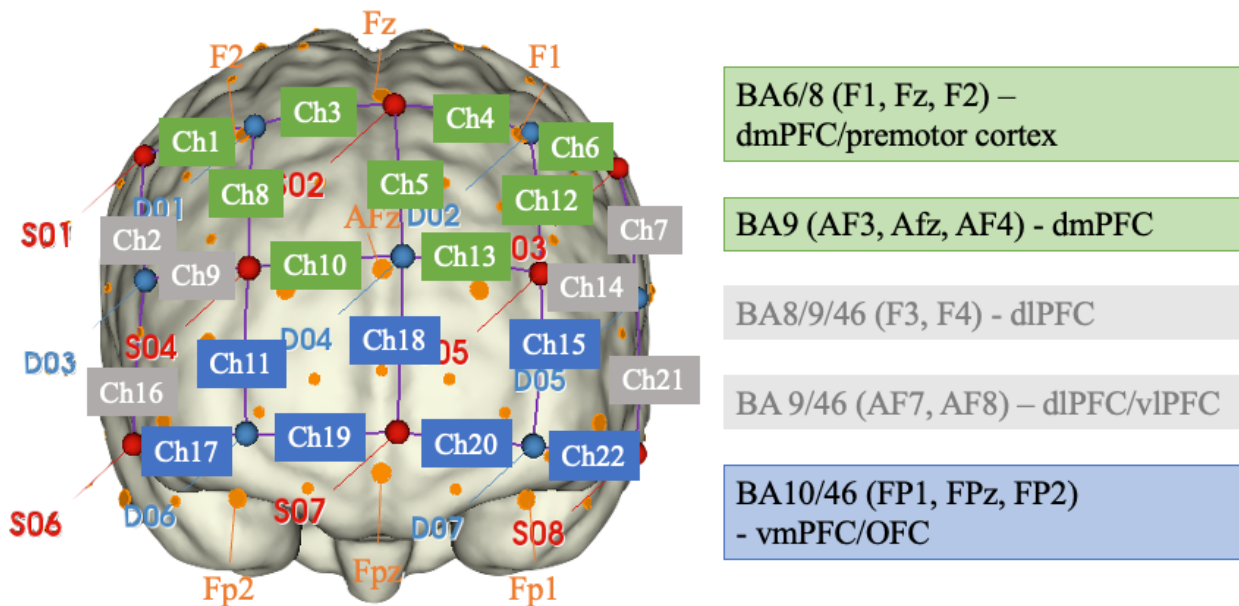 Fz
F2
F1
Ch3
Ch4
Ch1
Ch6
S02
Ch8
Ch5
Ch12
D01
AFz
D02
S01
Ch2
03
Ch7
Ch9
Ch10
Ch13
Ch14
S04
D04
Ch18
05
Ch15
D03
Ch11
D05
Ch16
Ch21
Ch17
Ch19
Ch20
Ch22
S06
D06
S07
D07
S08
Fp2
Fpz
Fp1
BA6/8 (F1, Fz, F2) –
dmPFC/premotor cortex
BA9 (AF3, Afz, AF4) - dmPFC
BA8/9/46 (F3, F4) - dlPFC
BA 9/46 (AF7, AF8) – dlPFC/vlPFC
BA10/46 (FP1, FPz, FP2)
- vmPFC/OFC